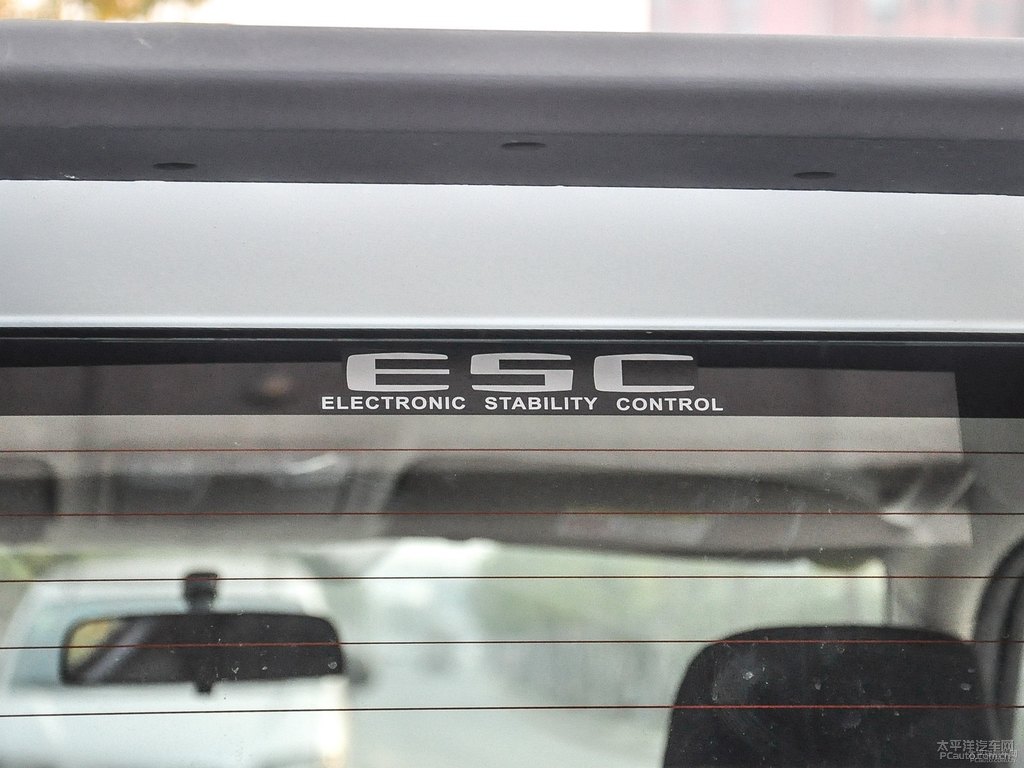 ESC
ELECTRONIC STABILITY CONTROL
太平洋汽车网
PCauto.com.cn